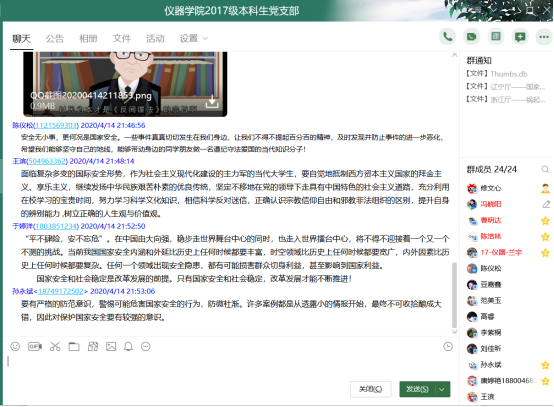 仪器学院2017级本科生党支部
聊天 公告 相册 文件 活动 设置
QQ截图20200414211853.png
0.9MB
陈仪松(1121569303) 2020/4/14 21:46:56
安全无小事，更何况是国家安全。一些事件真真切切发生在我们身边，让我们不得不提起百分百的精神，及时发现并防止事件的进一步恶化，
希望我们能够坚守自己的地线，能够带动身边的同学朋友做一名遵纪守法爱国的当代知识分子！
王滨(504963362) 2020/4/14 21:48:14
面临复杂多变的国际安全形势，作为社会主义现代化建设的主力军的当代大学生，要自觉地抵制西方资本主义国家的拜金主
义、享乐主义，继续发扬中华民族艰苦朴素的优良传统，坚定不移地在党的领导下走具有中国特色的社会主义道路，充分利用
在校学习的宝贵时间，努力学习科学文化知识，相信科学反对迷信，正确认识宗教信仰自由和邪教非法组织的区别，提升自身
的辨别能力,树立正确的人生观与价值观。
于婷洋(1803851234) 2020/4/14 21:52:50
“平不肆险，安不忘危”。在中国由大向强，稳步走世界舞台中心的同时，也走入世界擂台中心，将不得不迎接着一个又一个
不测的挑战。当前我国国家安全内涵和外延比历史上任何时候都要丰富，时空领域比历史上任何时候都要宽广，内外因素比历
史上任何时候都要复杂。任何一个领域出现安全隐患，都有可能损害群众切身利益，甚至影响到国家利益。
国家安全和社会稳定是改革发展的前提。只有国家安全和社会稳定，改革发展才能不断推进！
孙永斌<18749172502> 2020/4/14 21:53:06
要有严格的防范意识，警惕可能危害国家安全的行为，防微杜渐。许多案例都是从透露小的情报开始，最终不可收拾酿成大
错，因此对保护国家安全要有较强的意识。
GIF
关闭(C) 发送(S)
群通知
【文件】Thumbs.db
【文件】辽宁厅——国家...
【文件】浙江厅——崛起...
群成员 24/24
修文心
冯晓阳
曹明达
陈浩林
17-仪器-兰宇
陈仪松
豆嘉鑫
范美玉
高睿
李紫桐
刘佳昕
孙永斌
唐婷艳188004683
王滨